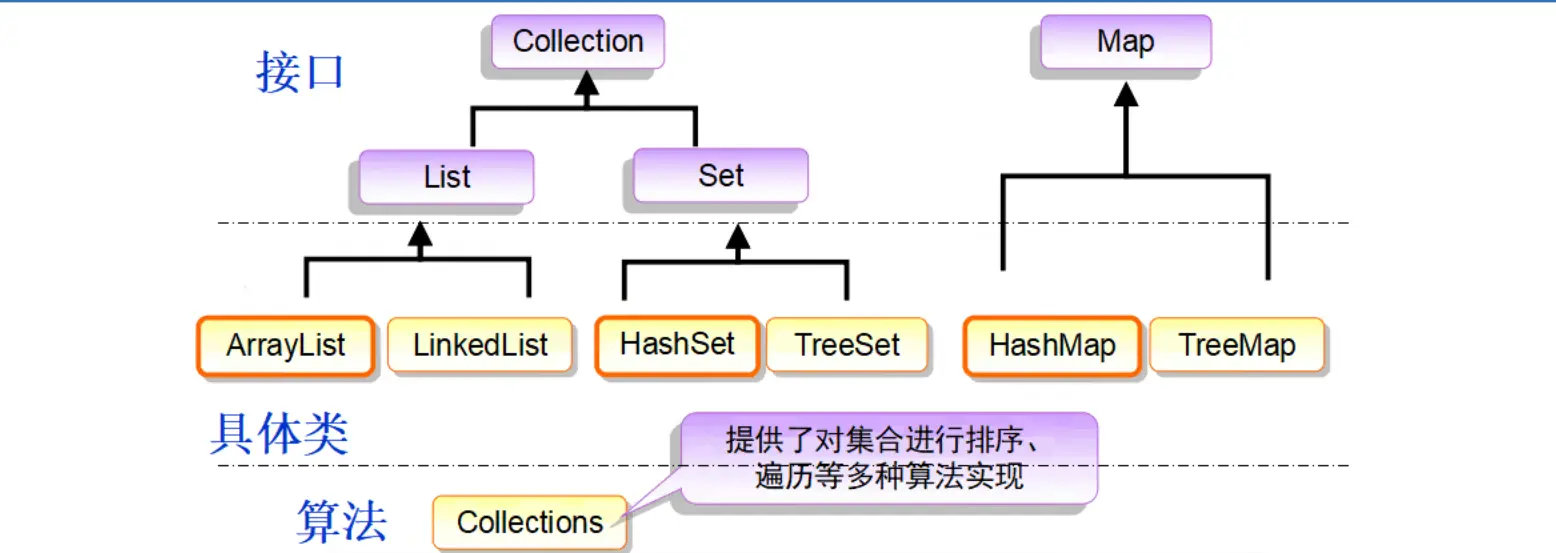 Collection
Map
接口
List
Set
ArrayList
LinkedList
HashSet
TreeSet
HashMap
TreeMap
具体类
提供了对集合进行排序、
遍历等多种算法实现
算法
Collections